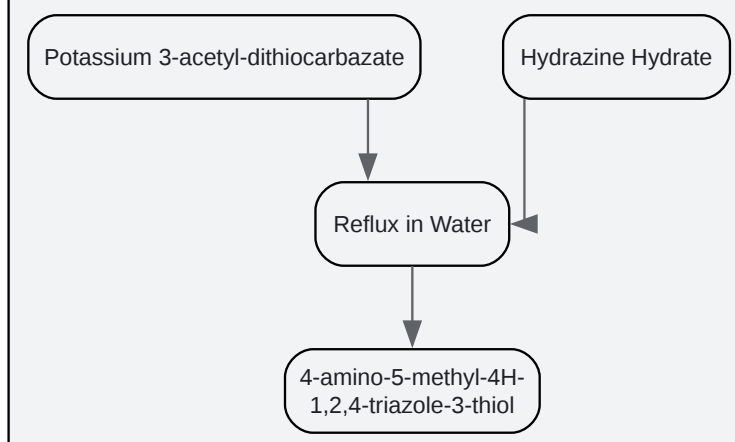 Potassium 3-acetyl-dithiocarbazate
Hydrazine Hydrate
Reflux in Water
4-amino-5-methyl-4H-
1,2,4-triazole-3-thiol